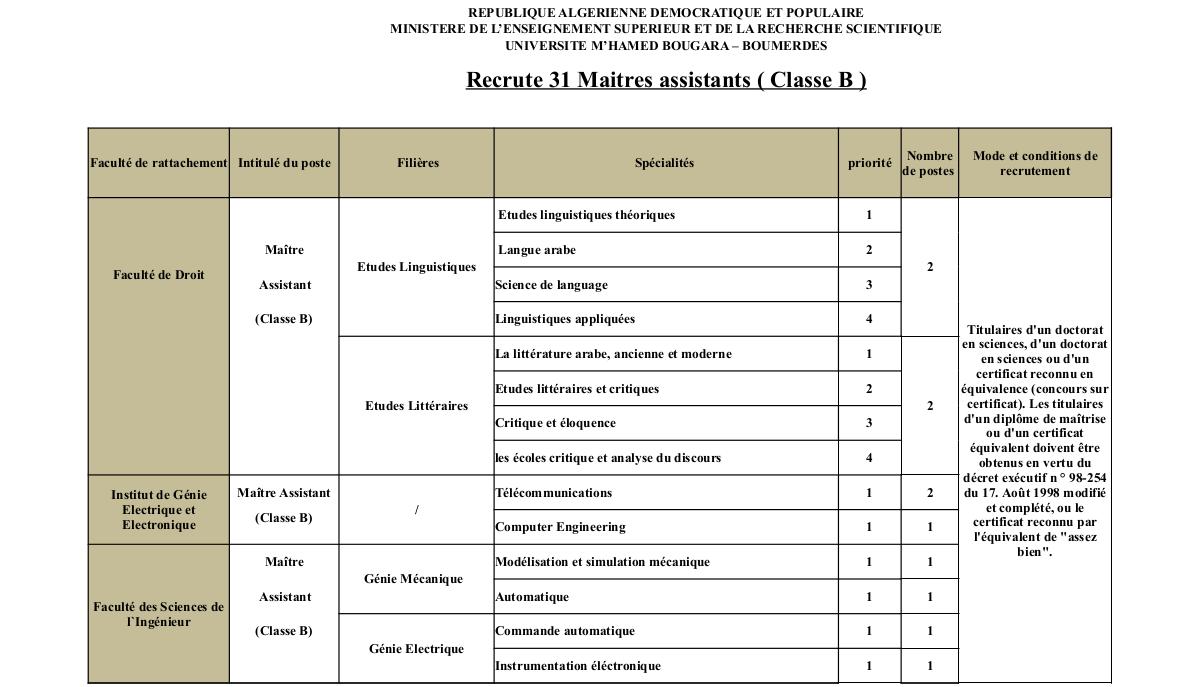 REPUBLIQUE ALGERIENNE DEMOCRATIQUE ET POPULAIRE
MINISTERE DE L'ENSEIGNEMENT SUPERIEUR ET DE LA RECHERCHE SCIENTIFIQUE
UNIVERSITE M'HAMED BOUGARA – BOUMERDES
Recrute 31 Maitres assistants ( Classe B )
Faculté de rattachement
Intitulé du poste
Filières
Spécialités
priorité
Nombre
de postes
Mode et conditions de
recrutement
Faculté de Droit
Maître
Assistant
(Classe B)
Etudes Linguistiques
Etudes linguistiques théoriques
1
Langue arabe
2
Science de language
3
Linguistiques appliquées
4
2
Etudes Littéraires
La littérature arabe, ancienne et moderne
1
Etudes littéraires et critiques
2
Critique et éloquence
3
les écoles critique et analyse du discours
4
2
Institut de Génie
Electrique et
Electronique
Maître Assistant
(Classe B)
/
Télécommunications
1
2
Computer Engineering
1
1
Faculté des Sciences de
l`Ingénieur
Maître
Assistant
(Classe B)
Génie Mécanique
Modélisation et simulation mécanique
1
1
Automatique
1
1
Génie Electrique
Commande automatique
1
1
Instrumentation éléctronique
1
1
Titulaires d'un doctorat
en sciences, d'un doctorat
en sciences ou d'un
certificat reconnu en
équivalence (concours sur
certificat). Les titulaires
d'un diplôme de maîtrise
ou d'un certificat
équivalent doivent être
obtenus en vertu du
décret exécutif n ° 98-254
du 17. Août 1998 modifié
et complété, ou le
certificat reconnu par
l'équivalent de "assez
bien".